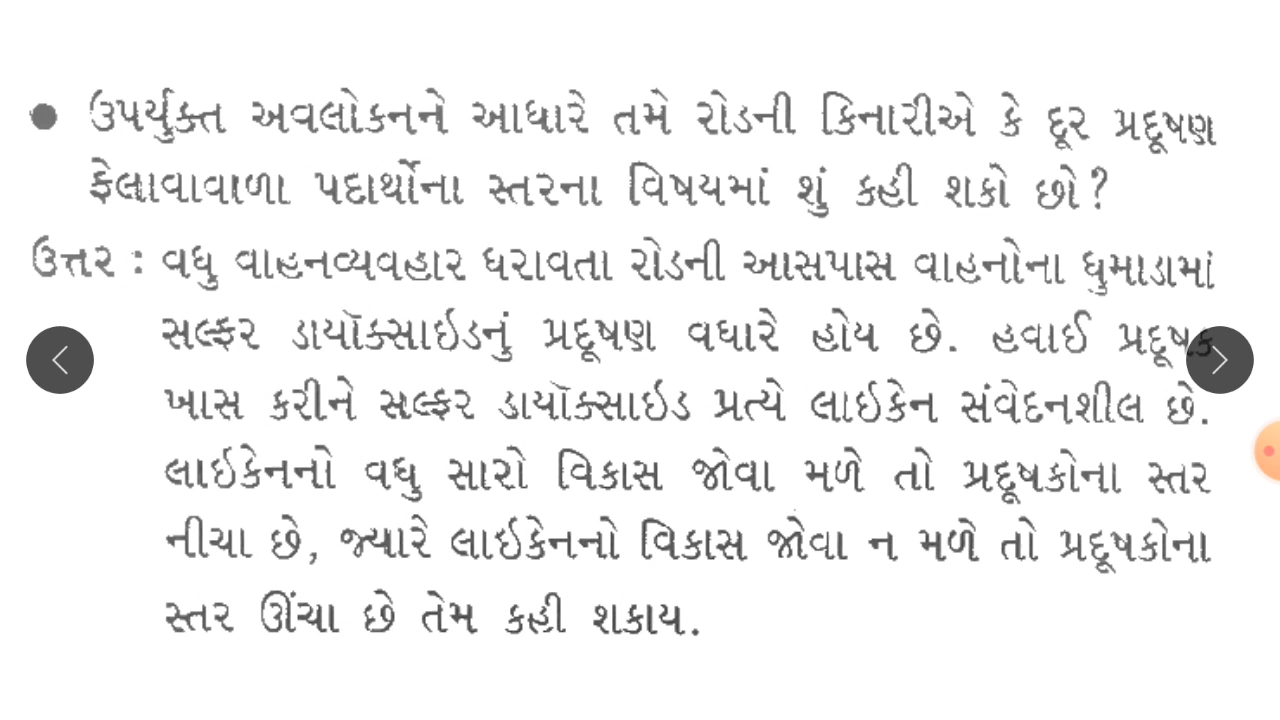 ● ઉપર્યુક્ત અવલોકનને આધારે તમે રોડની કિનારીએ કે દૂર પ્રદૂષણ
ફેલાવાવાળા પદાર્થોના સ્તરના વિષયમાં શું કહી શકો છો?
ઉત્તર : વધુ વાહનવ્યવહાર ધરાવતા રોડની આસપાસ વાહનોના ધુમાડામાં
સલ્ફર ડાયૉક્સાઇડનું પ્રદૂષણ વધારે હોય છે. હવાઈ પ્રદૂષક
ખાસ કરીને સલ્ફર ડાયૉક્સાઇડ પ્રત્યે લાઇકેન સંવેદનશીલ છે.
લાઇકેનનો વધુ સારો વિકાસ જોવા મળે તો પ્રદૂષકોના સ્તર
નીચા છે, જ્યારે લાઇકેનનો વિકાસ જોવા ન મળે તો પ્રદૂષકોના
સ્તર ઊંચા છે તેમ કહી શકાય.